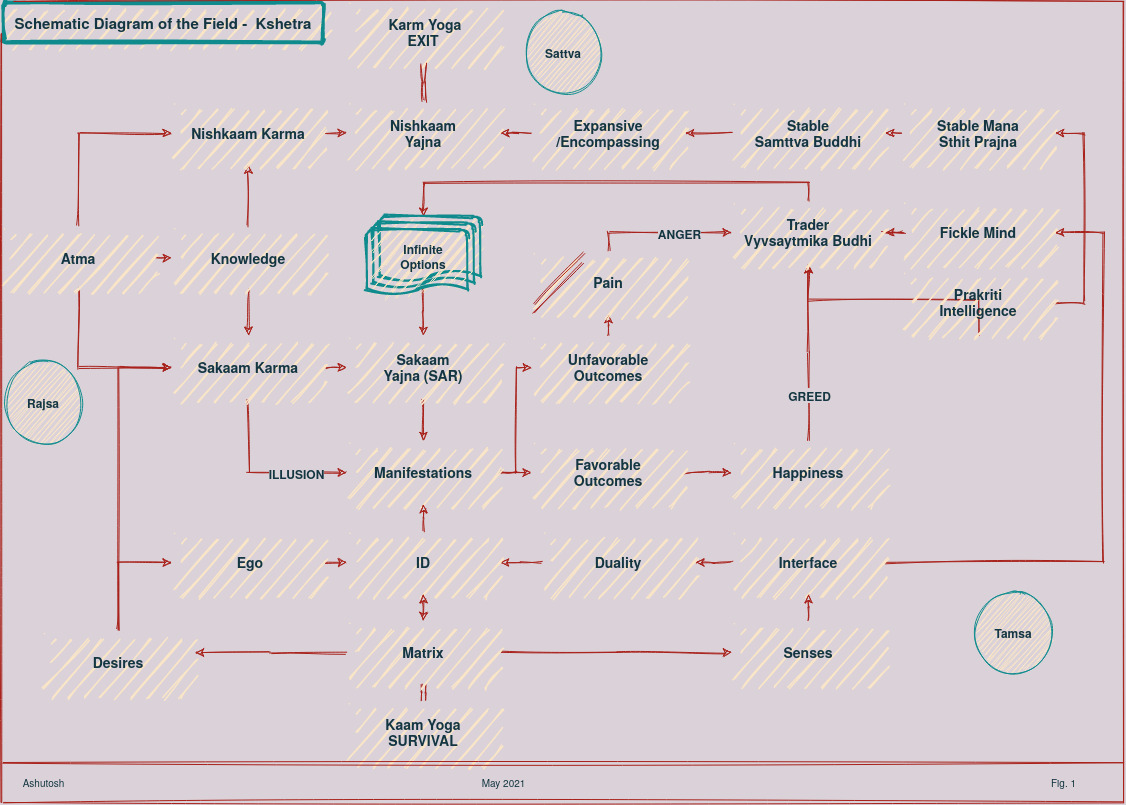 Schematic Diagram of the Field - Kshetra
Karm Yoga
EXIT
Sattva
Nishkaam Karma
Nishkaam
Yajna
Expansive
/Encompassing
Stable
Samttva Buddhi
Stable Mana
Sthit Prajna
Atma
Knowledge
Infinite
Options
Pain
ANGER
Trader
Vyvsaytmika Budhi
Fickle Mind
Prakriti
Intelligence
Rajsa
Sakaam Karma
Sakaam
Yajna (SAR)
Unfavorable
Outcomes
GREED
ILLUSION
Manifestations
Favorable
Outcomes
Happiness
Ego
ID
Duality
Interface
Tamsa
Desires
Matrix
Senses
Kaam Yoga
SURVIVAL
Ashutosh
May 2021
Fig. 1